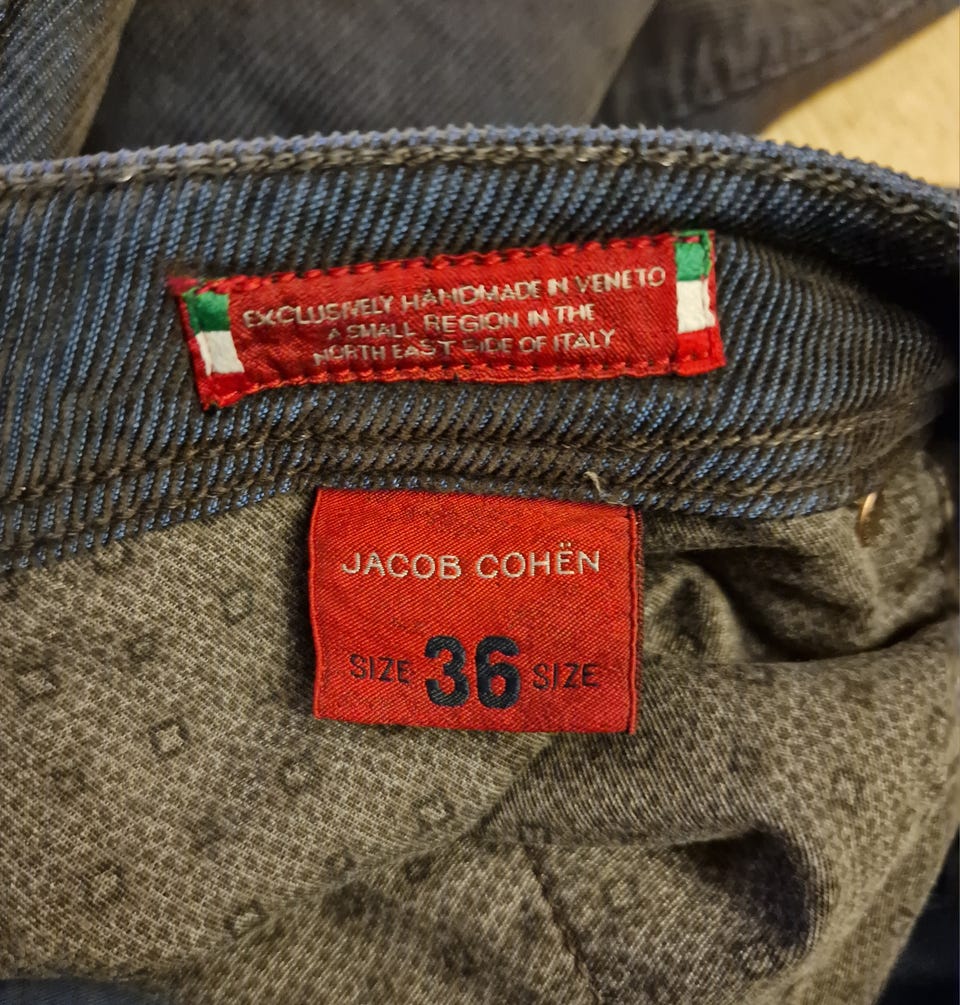 EXCLUSIVELY HANDMADE IN VENETO
A SMALL REGION IN THE
NORTH EAST SIDE OF ITALY
JACOB COHËN
SIZE 36 SIZE